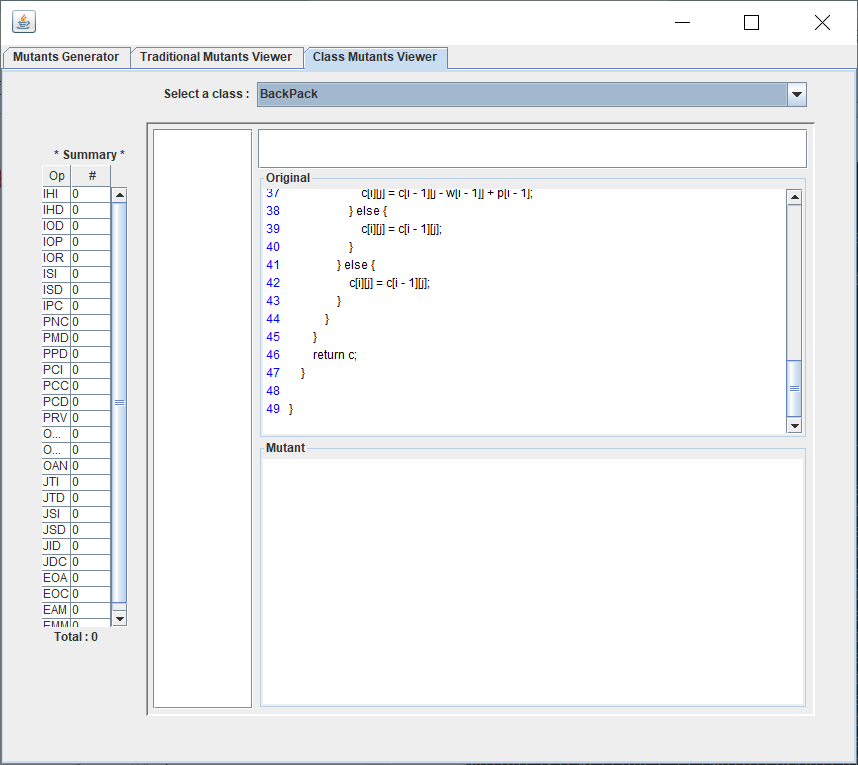 Mutants Generator Traditional Mutants Viewer Class Mutants Viewer
Select a class : BackPack
* Summary *
Op #
IHI 0
IHD 0
IOD 0
IOP 0
IOR 0
ISI 0
ISD 0
IPC 0
PNC 0
PMD 0
PPD 0
PCI 0
PCC 0
PCD 0
PRV 0
O... 0
O... 0
OAN 0
JTI 0
JTD 0
JSI 0
JSD 0
JID 0
JDC 0
EOA 0
EOC 0
EAM 0
EMM 0
Total : 0
Original
37 c[i][j] = c[i - 1][j - w[i - 1]] + p[i - 1];
38 } else {
39 c[i][j] = c[i - 1][j];
40 }
41 } else {
42 c[i][j] = c[i - 1][j];
43 }
44 }
45 }
46 return c;
47 }
48
49 }
Mutant